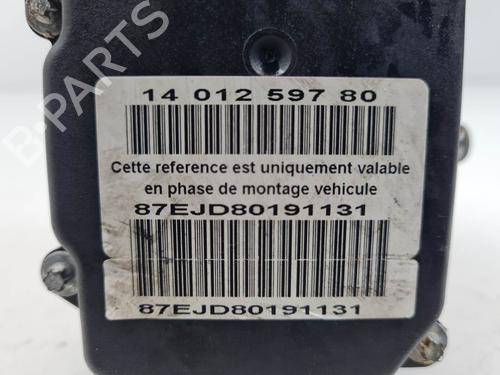 B-PARTS
14 012 597 80
Cette reference est uniquement valable
en phase de montage vehicule
87EJD80191131
87EJD80191131